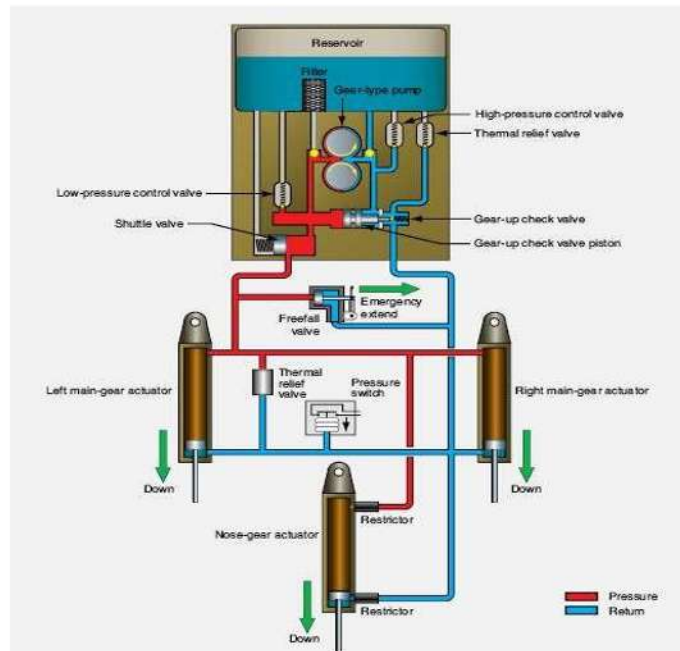 Reservoir
Filter
Gear-type pump
High-pressure control valve
Thermal relief valve
Low-pressure control valve
Shuttle valve
Gear-up check valve
Gear-up check valve piston
Emergency
extend
Freefall
valve
Left main-gear actuator
Thermal
relief
valve
Pressure
switch
Right main-gear actuator
Down
Down
Restrictor
Nose-gear actuator
Restrictor
Down
Pressure
Return